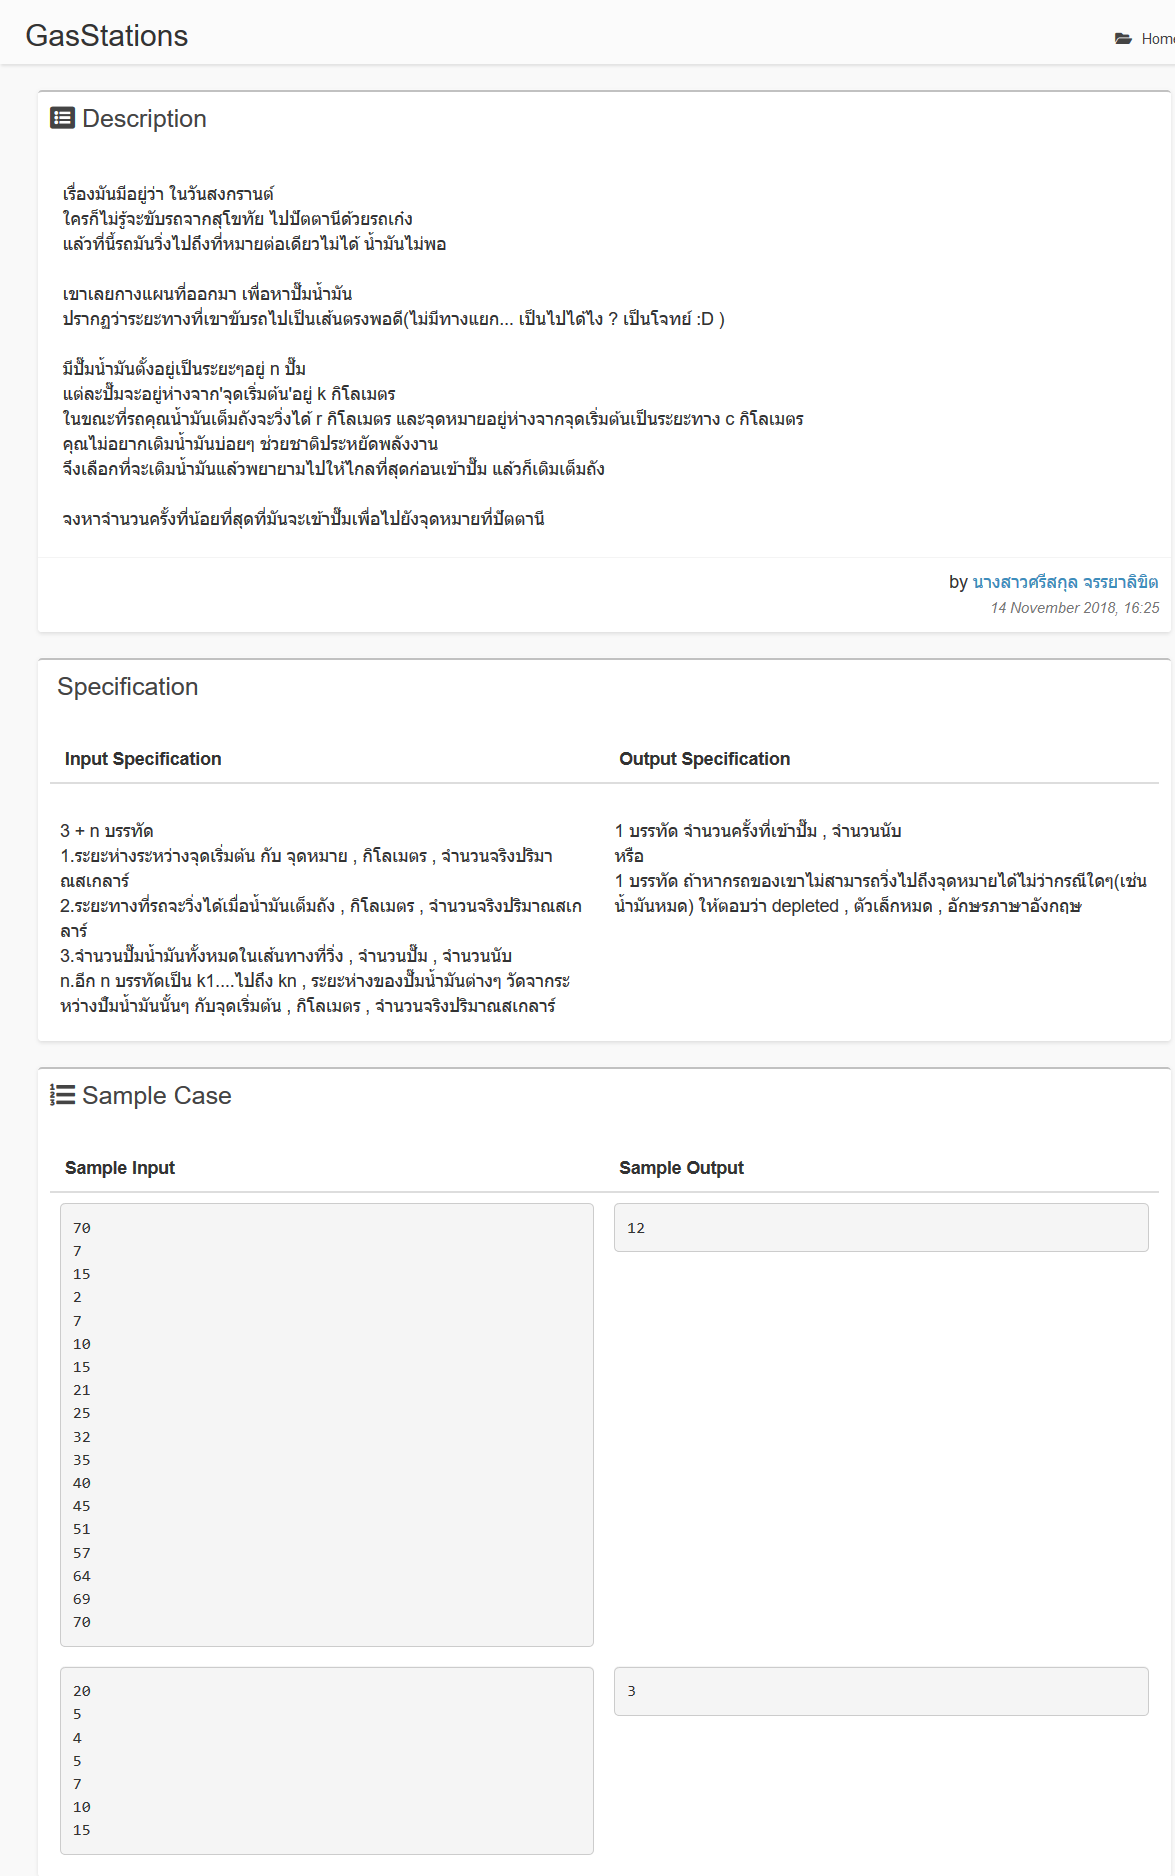 GasStations
Home
Description
เรื่องมันมีอยู่ว่า ในวันสงกรานต์
ใครก็ไม่รู้จะขับรถจากสุโขทัย ไปปัตตานีด้วยรถเก๋ง
แล้วที่นี้รถมันวิ่งไปถึงที่หมายต่อเดียวไม่ได้ น้ำมันไม่พอ
เขาเลยกางแผนที่ออกมา เพื่อหาปั๊มน้ำมัน
ปรากฏว่าระยะทางที่เขาขับรถไปเป็นเส้นตรงพอดี(ไม่มีทางแยก... เป็นไปได้ไง ? เป็นโจทย์ :D )
มีปั๊มน้ำมันตั้งอยู่เป็นระยะๆอยู่ n ปั๊ม
แต่ละปั๊มจะอยู่ห่างจาก'จุดเริ่มต้น'อยู่ k กิโลเมตร
ในขณะที่รถคุณน้ำมันเต็มถังจะวิ่งได้ r กิโลเมตร และจุดหมายอยู่ห่างจากจุดเริ่มต้นเป็นระยะทาง c กิโลเมตร
คุณไม่อยากเติมน้ำมันบ่อยๆ ช่วยชาติประหยัดพลังงาน
จึงเลือกที่จะเติมน้ำมันแล้วพยายามไปให้ไกลที่สุดก่อนเข้าปั๊ม แล้วก็เติมเต็มถัง
จงหาจำนวนครั้งที่น้อยที่สุดที่มันจะเข้าปั๊มเพื่อไปยังจุดหมายที่ปัตตานี
by นางสาวศรีสกุล จรรยาลิขิต
14 November 2018, 16:25
Specification
Input Specification
Output Specification
3 + n บรรทัด
1.ระยะห่างระหว่างจุดเริ่มต้น กับ จุดหมาย , กิโลเมตร , จำนวนจริงปริมา
ณสเกลาร์
2.ระยะทางที่รถจะวิ่งได้เมื่อน้ำมันเต็มถัง , กิโลเมตร , จำนวนจริงปริมาณสเก
ลาร์
3.จำนวนปั๊มน้ำมันทั้งหมดในเส้นทางที่วิ่ง , จำนวนปั๊ม , จำนวนนับ
n.อีก n บรรทัดเป็น k1....ไปถึง kn , ระยะห่างของปั๊มน้ำมันต่างๆ วัดจากระ
หว่างปั๊มน้ำมันนั้นๆ กับจุดเริ่มต้น , กิโลเมตร , จำนวนจริงปริมาณสเกลาร์
1 บรรทัด จำนวนครั้งที่เข้าปั๊ม , จำนวนนับ
หรือ
1 บรรทัด ถ้าหากรถของเขาไม่สามารถวิ่งไปถึงจุดหมายได้ไม่ว่ากรณีใดๆ(เช่น
น้ำมันหมด) ให้ตอบว่า depleted , ตัวเล็กหมด , อักษรภาษาอังกฤษ
Sample Case
Sample Input
Sample Output
70
7
15
2
7
10
15
21
25
32
35
40
45
51
57
64
69
70
12
20
5
4
5
7
10
15
3